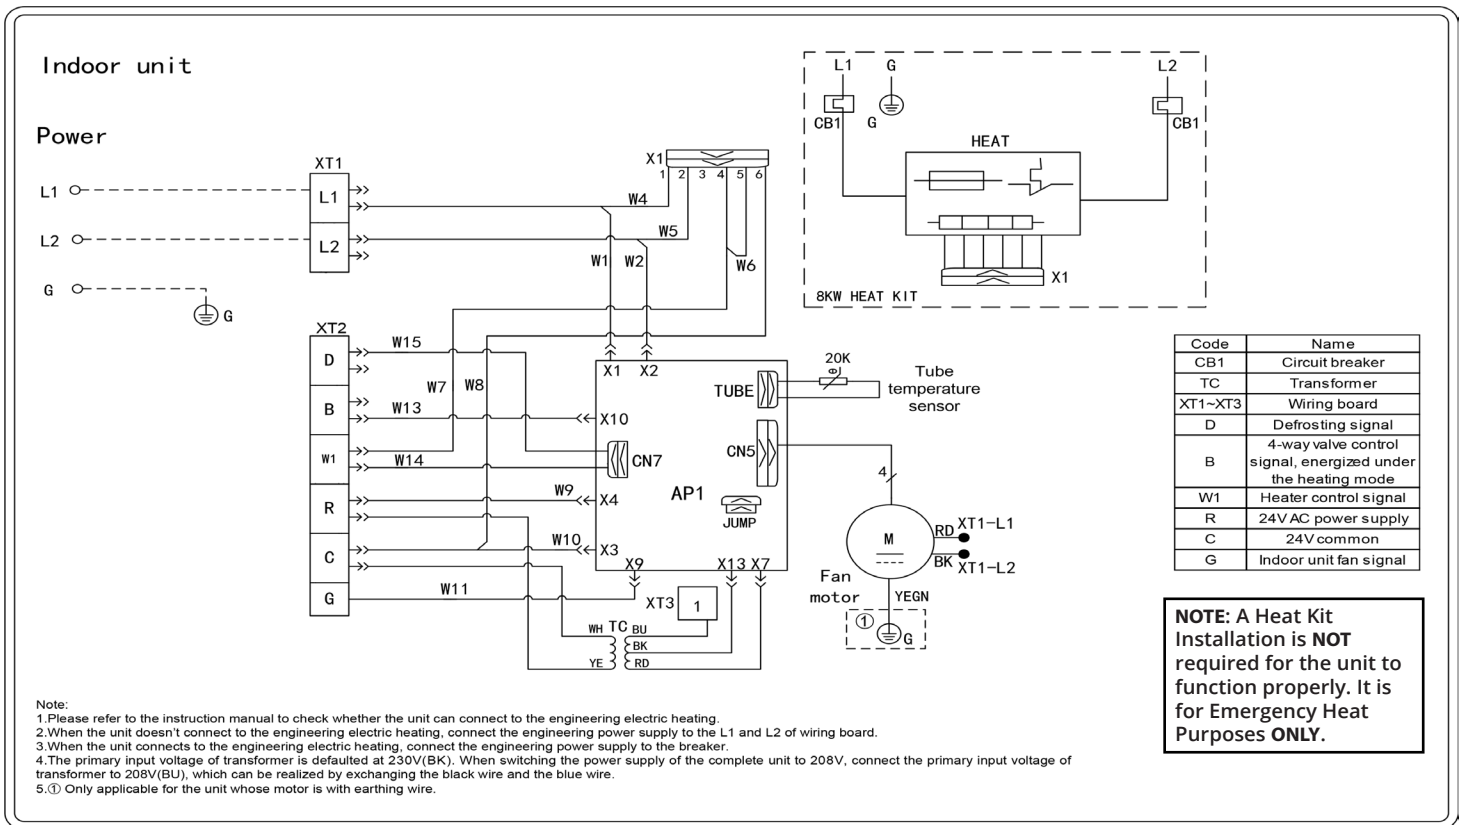 Indoor unit
Power
L1
L2
G
G
XT1
L1
L2
X1
1 2 3 4 5 6
W4
W5
W1
W2
W6
XT2
D
B
W1
R
C
G
W15
W7
W8
W13
W14
W9
W10
W11
X1 X2
X10
CN7
X4
X3
X9
X13 X7
TUBE
CN5
AP1
JUMP
20K
θ
Tube
temperature
sensor
4
M
Fan
motor
RD
XT1-L1
BK
XT1-L2
YEGN
①
G
XT3
1
WH TC BU
BK
YE
RD
L1
G
L2
CB1
G
CB1
HEAT
X1
8KW HEAT KIT
Code Name
CB1 Circuit breaker
TC Transformer
XT1~XT3 Wiring board
D Defrosting signal
B 4-way valve control
signal, energized under
the heating mode
W1 Heater control signal
R 24V AC power supply
C 24V common
G Indoor unit fan signal
NOTE: A Heat Kit
Installation is NOT
required for the unit to
function properly. It is
for Emergency Heat
Purposes ONLY.
Note:
1.Please refer to the instruction manual to check whether the unit can connect to the engineering electric heating.
2.When the unit doesn't connect to the engineering electric heating, connect the engineering power supply to the L1 and L2 of wiring board.
3.When the unit connects to the engineering electric heating, connect the engineering power supply to the breaker.
4.The primary input voltage of transformer is defaulted at 230V(BK). When switching the power supply of the complete unit to 208V, connect the primary input voltage of
transformer to 208V(BU), which can be realized by exchanging the black wire and the blue wire.
5.① Only applicable for the unit whose motor is with earthing wire.